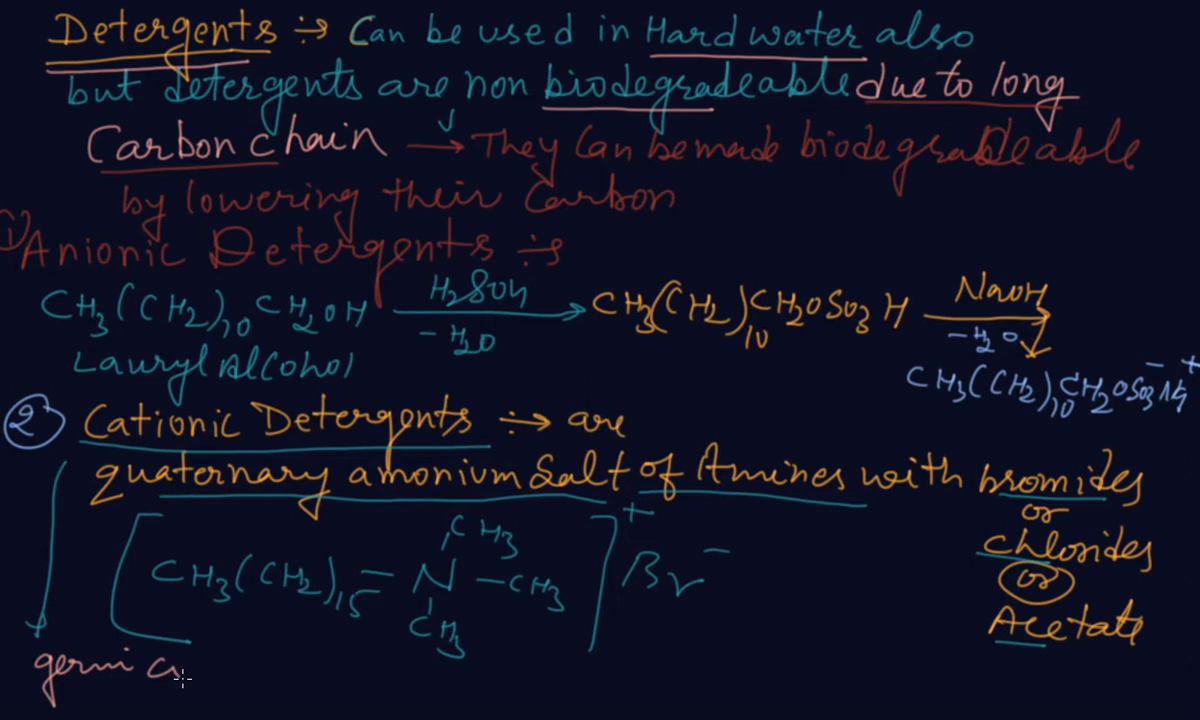 Detergents ÷→ Can be used in Hard water also
but detergents are non biodegradeable due to long
Carbon chain → They Can be made biodegradeable
by lowering their Carbon
1) Anionic Detergents ÷
CH3(CH2)10CH2OH H2SO4 -H2O → CH3(CH2)10CH2OSO3H NaOH -H2O
Lauryl Alcohol
CH3(CH2)10CH2OSO3⁻ Na⁺
2) Cationic Detergents ÷→ are
quaternary amonium Salt of Amines with bromides
or
chlorides
or
Acetate
CH3
[CH3(CH2)15 – N – CH3]⁺ Br⁻
CH3
germi c